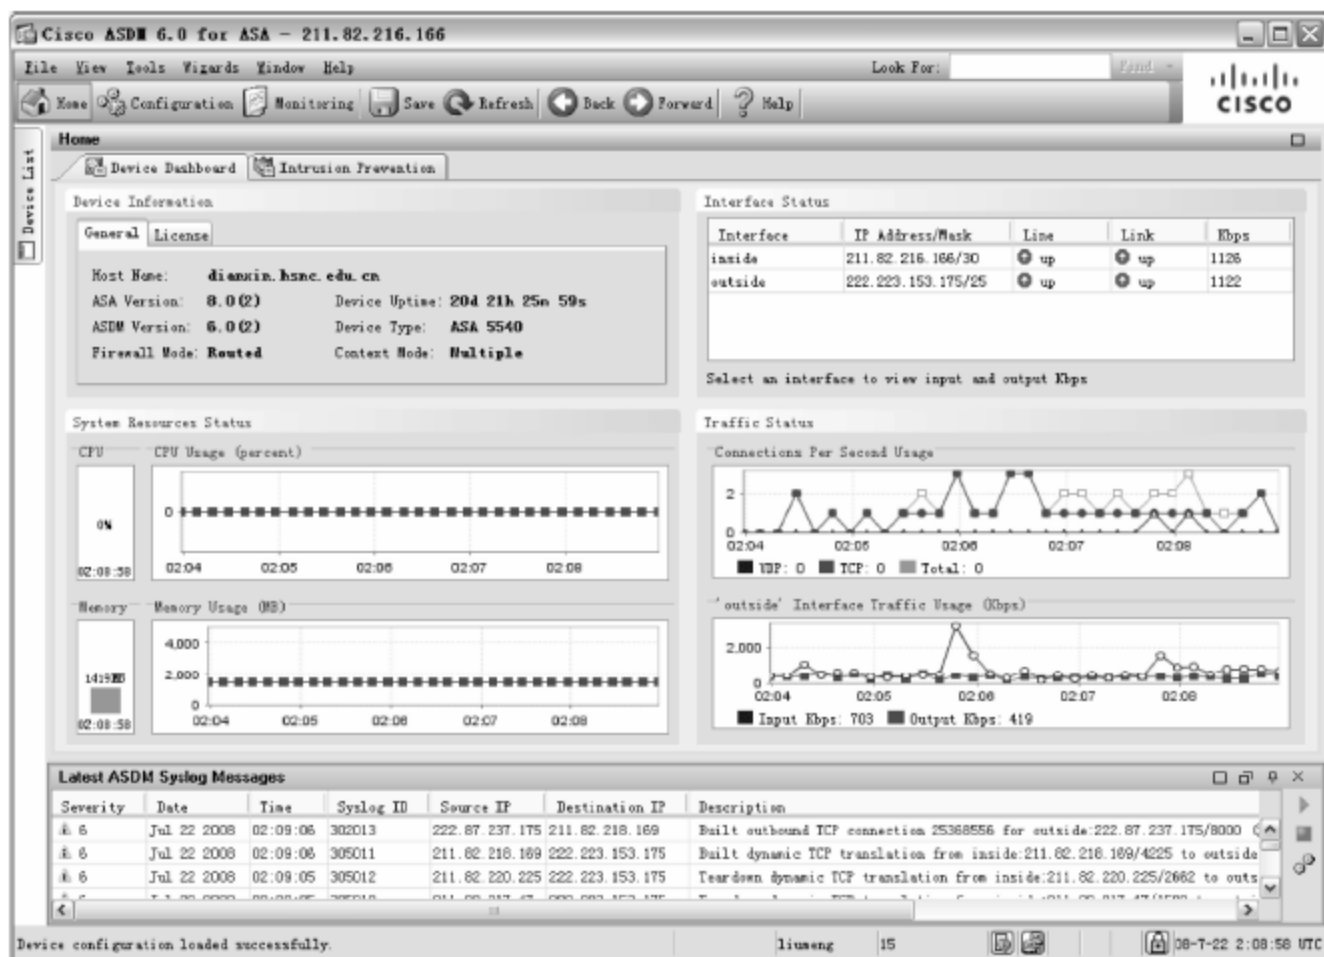 Cisco ASDM 6.0 for ASA - 211.82.216.166
File View Tools Wizards Window Help Look For: Find
CISCO
Home Configuration Monitoring Save Refresh Back Forward Help
Device List
Home
Device Dashboard Intrusion Prevention
Device Information
General License
Host Name: dianxin.hsnc.edu.cn
ASA Version: 8.0(2) Device Uptime: 20d 21h 25m 59s
ASDM Version: 6.0(2) Device Type: ASA 5540
Firewall Mode: Routed Context Mode: Multiple
Interface Status
Interface IP Address/Mask Line Link Kbps
inside 211.82.216.166/30 up up 1126
outside 222.223.153.175/25 up up 1122
Select an interface to view input and output Kbps
System Resources Status
CPU CPU Usage (percent)
0%
02:08:58
0
02:04 02:05 02:06 02:07 02:08
Memory Memory Usage (MB)
1419MB
02:08:58
4,000
2,000
0
02:04 02:05 02:06 02:07 02:08
Traffic Status
Connections Per Second Usage
2
0
02:04 02:05 02:06 02:07 02:08
UDP: 0 TCP: 0 Total: 0
'outside' Interface Traffic Usage (Kbps)
2,000
0
02:04 02:05 02:06 02:07 02:08
Input Kbps: 703 Output Kbps: 419
Latest ASDM Syslog Messages
Severity Date Time Syslog ID Source IP Destination IP Description
6 Jul 22 2008 02:09:06 302013 222.87.237.175 211.82.218.169 Built outbound TCP connection 25368556 for outside:222.87.237.175/8000
6 Jul 22 2008 02:09:06 305011 211.82.218.169 222.223.153.175 Built dynamic TCP translation from inside:211.82.218.169/4225 to outside
6 Jul 22 2008 02:09:05 305012 211.82.220.225 222.223.153.175 Teardown dynamic TCP translation from inside:211.82.220.225/2662 to outs
Device configuration loaded successfully. liumeng 15 08-7-22 2:08:58 UTC